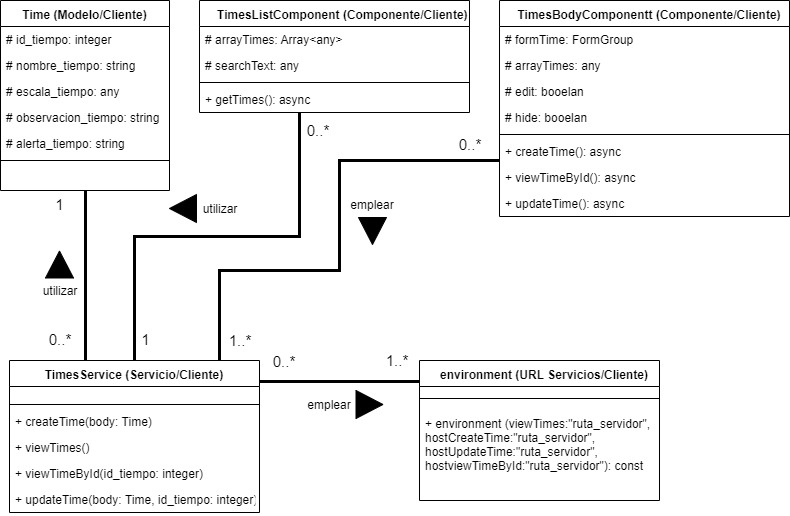 Time (Modelo/Cliente)
# id_tiempo: integer
# nombre_tiempo: string
# escala_tiempo: any
# observacion_tiempo: string
# alerta_tiempo: string
TimesListComponent (Componente/Cliente)
# arrayTimes: Array<any>
# searchText: any
+ getTimes(): async
TimesBodyComponentt (Componente/Cliente)
# formTime: FormGroup
# arrayTimes: any
# edit: booelan
# hide: booelan
+ createTime(): async
+ viewTimeById(): async
+ updateTime(): async
0..*
0..*
1
utilizar
emplear
utilizar
0..*
1
1..*
0..*
1..*
emplear
TimesService (Servicio/Cliente)
+ createTime(body: Time)
+ viewTimes()
+ viewTimeById(id_tiempo: integer)
+ updateTime(body: Time, id_tiempo: integer)
environment (URL Servicios/Cliente)
+ environment (viewTimes:"ruta_servidor",
hostCreateTime:"ruta_servidor",
hostUpdateTime:"ruta_servidor",
hostviewTimeById:"ruta_servidor"): const